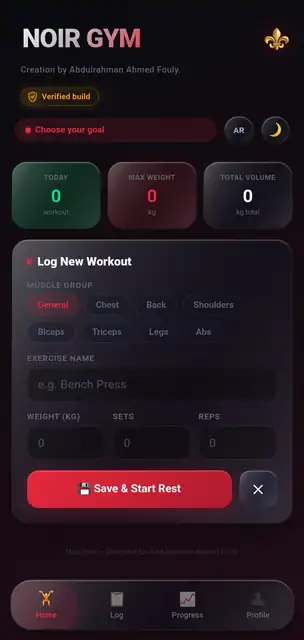 NOIR GYM
Creation by Abdulrahman Ahmed Fouly.
Verified build
Choose your goal
AR
TODAY
0
workout
MAX WEIGHT
0
kg
TOTAL VOLUME
0
kg total
Log New Workout
MUSCLE GROUP
General
Chest
Back
Shoulders
Biceps
Triceps
Legs
Abs
EXERCISE NAME
e.g. Bench Press
WEIGHT (KG)
SETS
REPS
0
0
0
Save & Start Rest
Home
Log
Progress
Profile